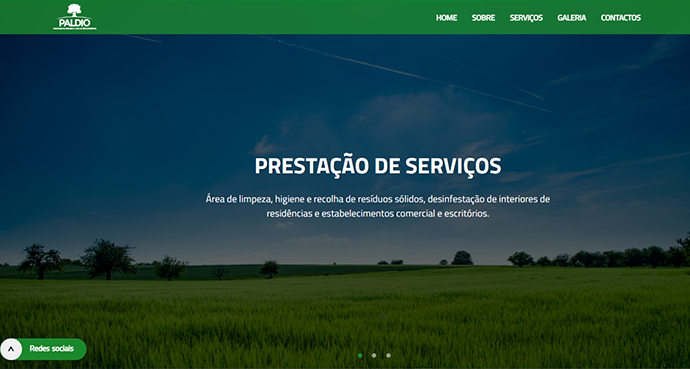 PALDIO
HOME SOBRE SERVIÇOS GALERIA CONTACTOS
PRESTAÇÃO DE SERVIÇOS
Área de limpeza, higiene e recolha de resíduos sólidos, desinfestação de interiores de
residências e estabelecimentos comercial e escritórios.
^ Redes sociais